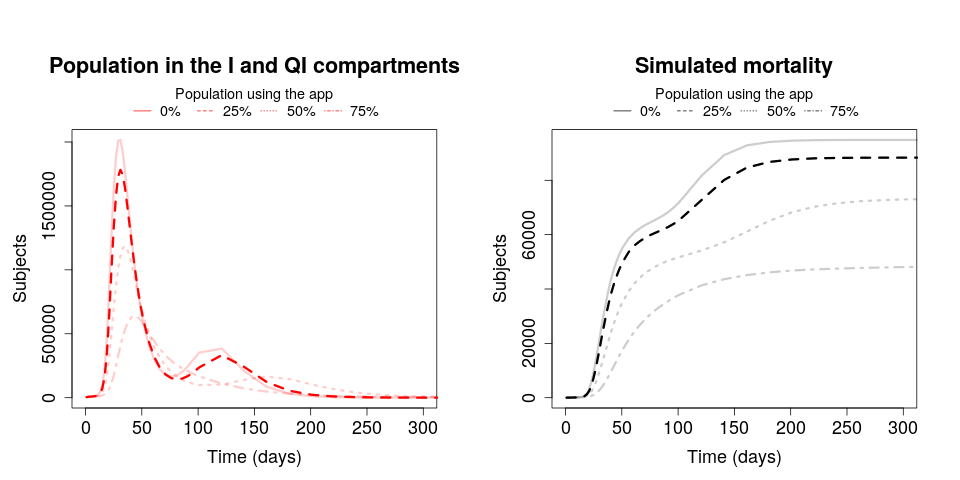 Population in the I and QI compartments
Population using the app
0% 25% 50% 75%
Subjects
0 500000 1500000
0 50 100 150 200 250 300
Time (days)
Simulated mortality
Population using the app
0% 25% 50% 75%
Subjects
0 20000 60000
0 50 100 150 200 250 300
Time (days)